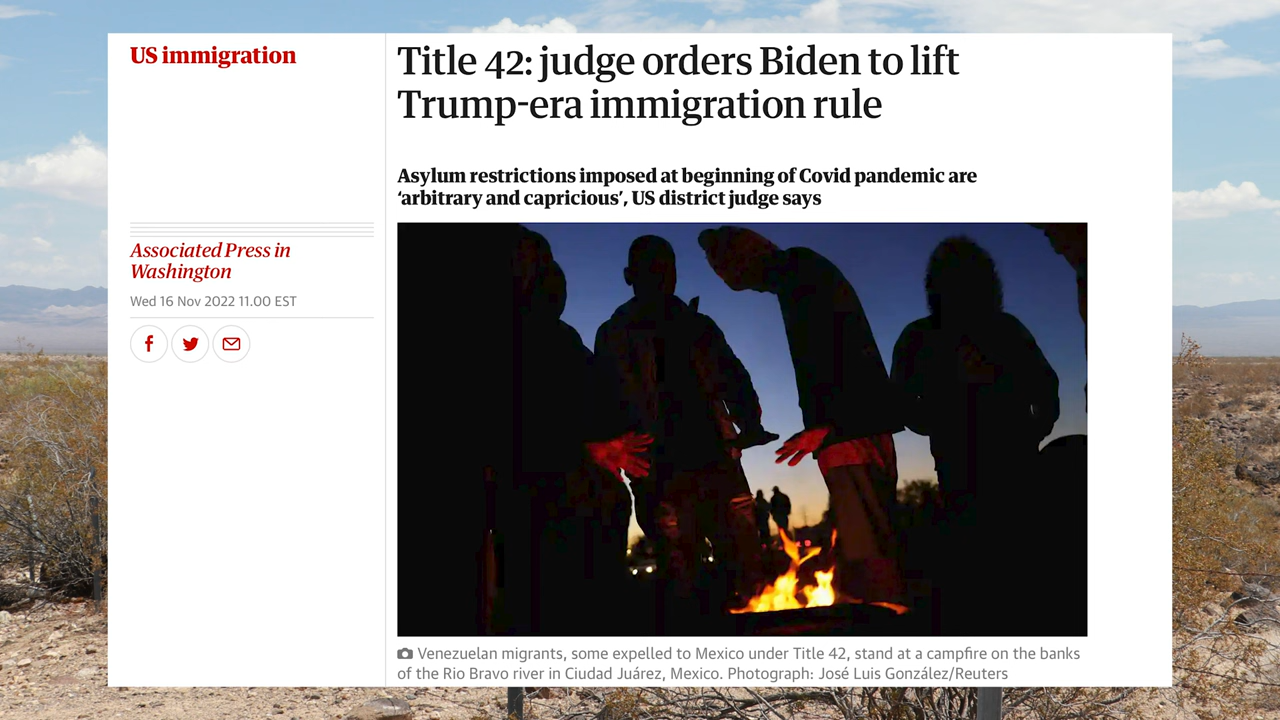 US immigration
Title 42: judge orders Biden to lift
Trump-era immigration rule
Asylum restrictions imposed at beginning of Covid pandemic are
‘arbitrary and capricious’, US district judge says
Associated Press in
Washington
Wed 16 Nov 2022 11.00 EST
Venezuelan migrants, some expelled to Mexico under Title 42, stand at a campfire on the banks
of the Rio Bravo river in Ciudad Juárez, Mexico. Photograph: José Luis González/Reuters